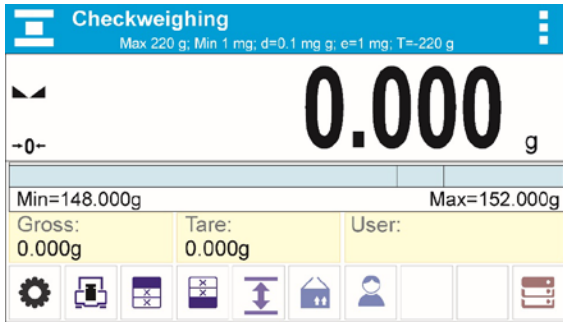 Checkweighing
Max 220 g; Min 1 mg; d=0.1 mg g; e=1 mg; T=-220 g
0.000 g
→0←
Min=148.000g Max=152.000g
Gross: Tare: User:
0.000g 0.000g